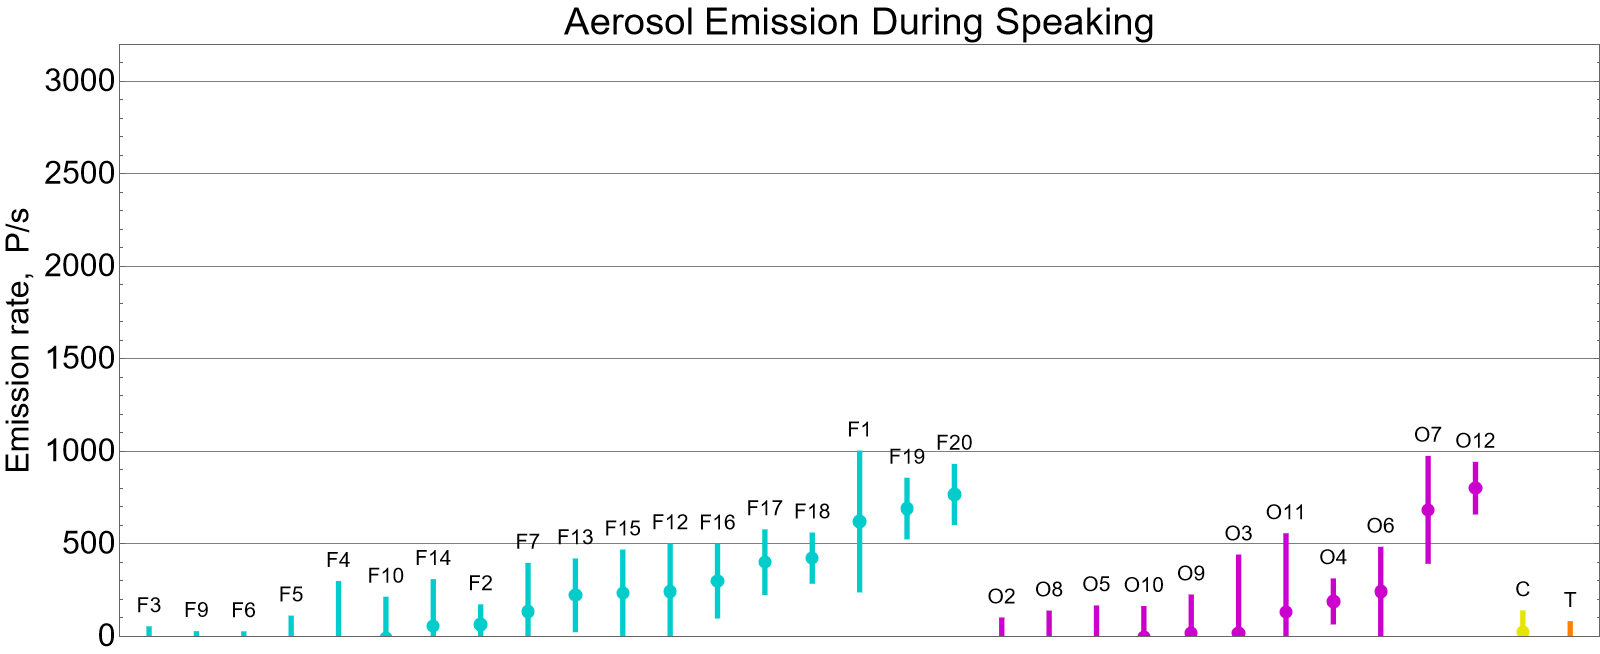 Aerosol Emission During Speaking
Emission rate, P/s
3000
2500
2000
1500
1000
500
0
F3 F9 F6 F5 F4 F10 F14 F2 F7 F13 F15 F12 F16 F17 F18 F1 F19 F20 O2 O8 O5 O10 O9 O3 O11 O4 O6 O7 O12 C T